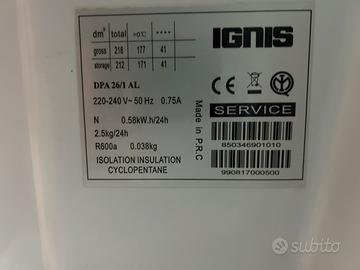 dm³ total >0°C ****
gross 218 177 41
storage 212 171 41
IGNIS
DPA 26/1 AL
220-240 V~ 50 Hz 0.75A
N 0.58kW.h/24h
2.5kg/24h
R600a 0.038kg
ISOLATION INSULATION
CYCLOPENTANE
Made in P.R.C
CE
SERVICE
850346901010
990817000500
subito